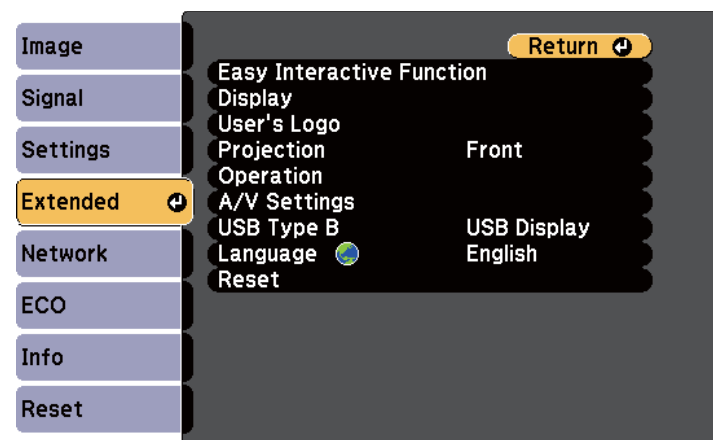 Image
Signal
Settings
Extended
Network
ECO
Info
Reset
Return
Easy Interactive Function
Display
User's Logo
Projection Front
Operation
A/V Settings
USB Type B USB Display
Language English
Reset